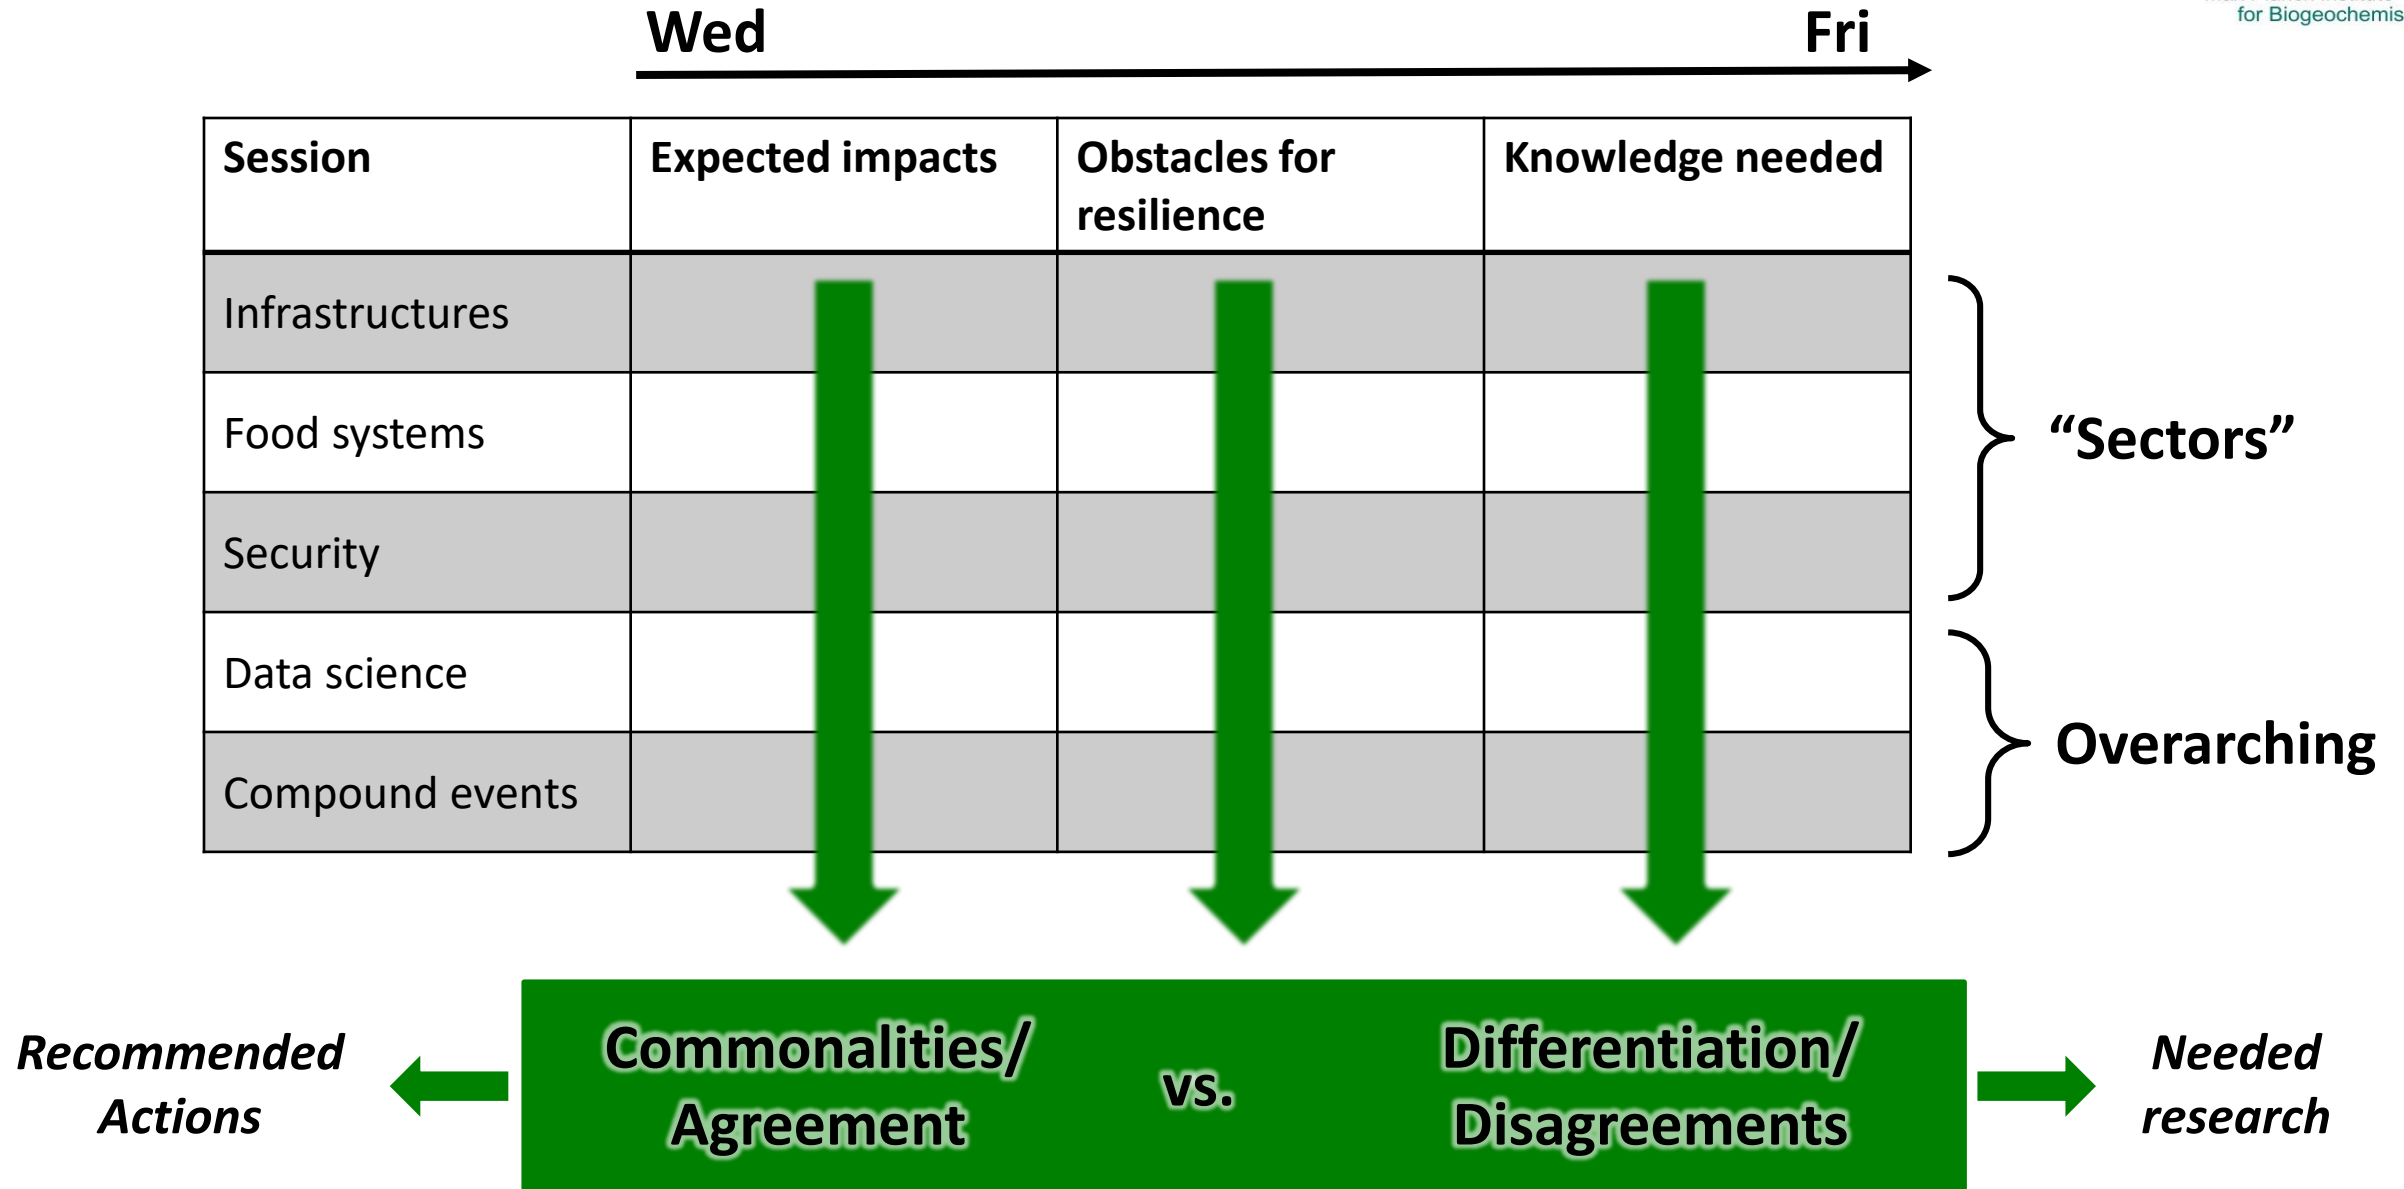 for Biogeochemis
Wed
Fri
Session
Expected impacts
Obstacles for
resilience
Knowledge needed
Infrastructures
Food systems
Security
Data science
Compound events
“Sectors”
Overarching
Recommended
Actions
Commonalities/
Agreement
vs.
Differentiation/
Disagreements
Needed
research